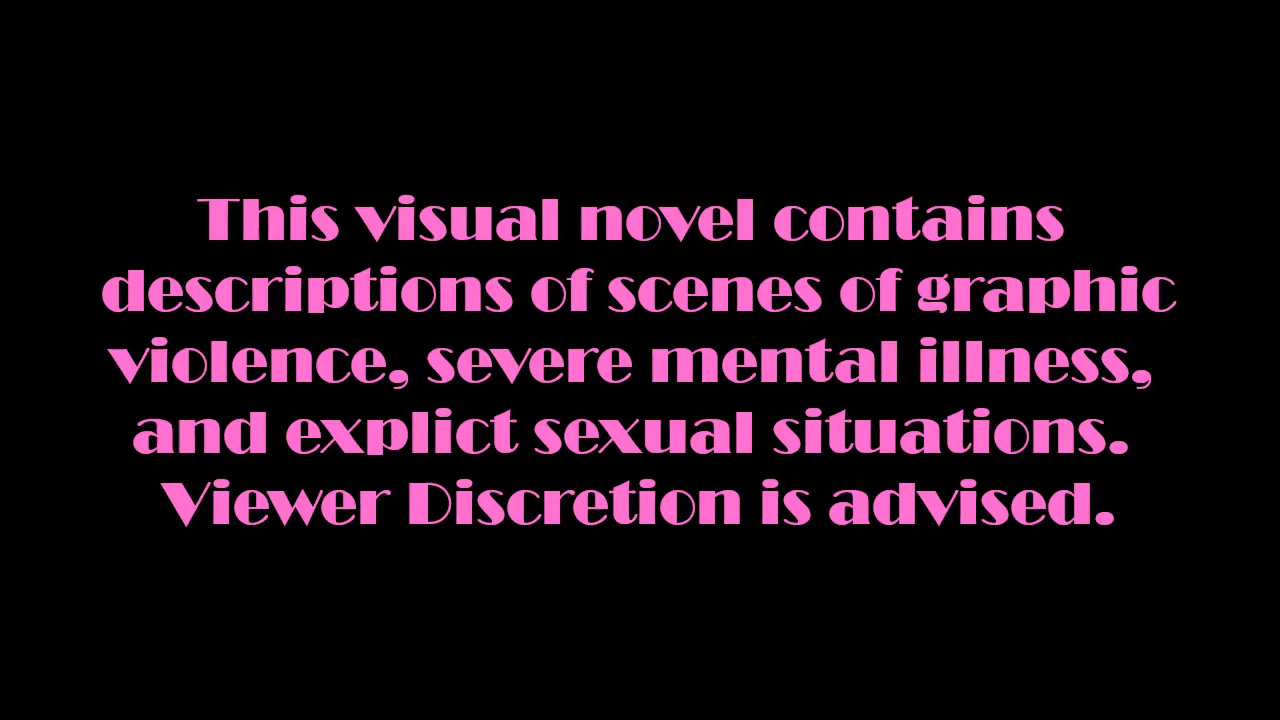 This visual novel contains
descriptions of scenes of graphic
violence, severe mental illness,
and explicit sexual situations.
Viewer Discretion is advised.